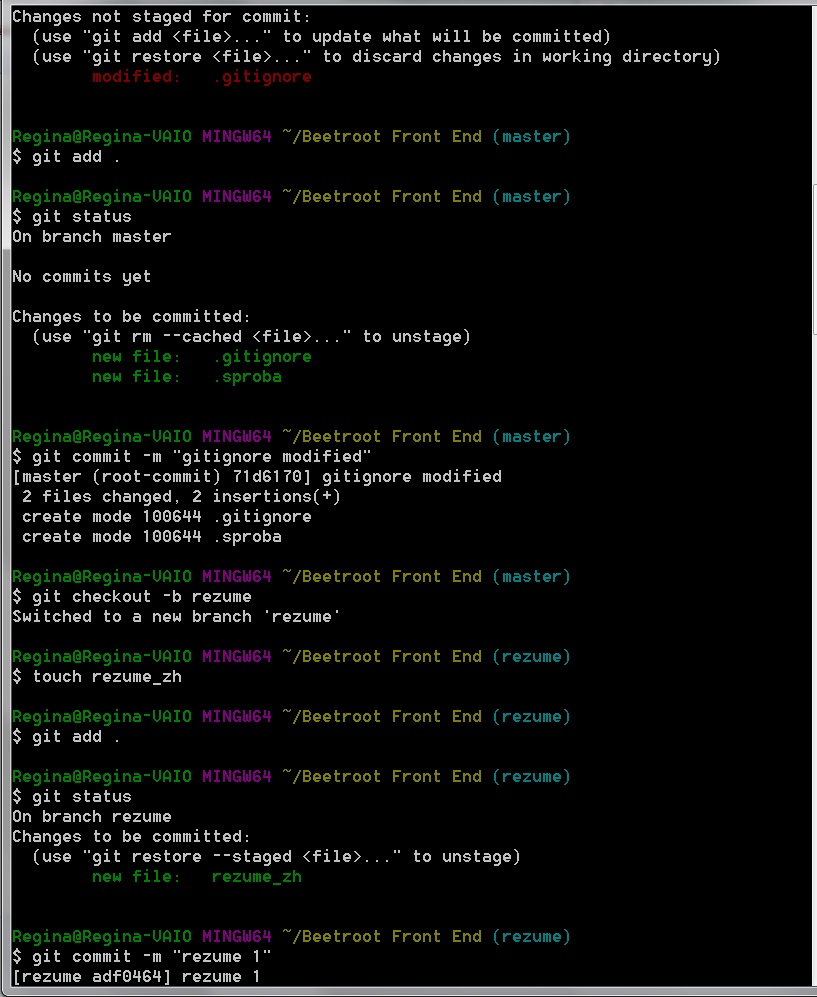 Changes not staged for commit:
  (use "git add <file>..." to update what will be committed)
  (use "git restore <file>..." to discard changes in working directory)
        modified:   .gitignore

Regina@Regina-VAIO MINGW64 ~/Beetroot Front End (master)
$ git add .

Regina@Regina-VAIO MINGW64 ~/Beetroot Front End (master)
$ git status
On branch master

No commits yet

Changes to be committed:
  (use "git rm --cached <file>..." to unstage)
        new file:   .gitignore
        new file:   .sproba

Regina@Regina-VAIO MINGW64 ~/Beetroot Front End (master)
$ git commit -m "gitignore modified"
[master (root-commit) 71d6170] gitignore modified
 2 files changed, 2 insertions(+)
 create mode 100644 .gitignore
 create mode 100644 .sproba

Regina@Regina-VAIO MINGW64 ~/Beetroot Front End (master)
$ git checkout -b rezume
Switched to a new branch 'rezume'

Regina@Regina-VAIO MINGW64 ~/Beetroot Front End (rezume)
$ touch rezume_zh

Regina@Regina-VAIO MINGW64 ~/Beetroot Front End (rezume)
$ git add .

Regina@Regina-VAIO MINGW64 ~/Beetroot Front End (rezume)
$ git status
On branch rezume
Changes to be committed:
  (use "git restore --staged <file>..." to unstage)
        new file:   rezume_zh

Regina@Regina-VAIO MINGW64 ~/Beetroot Front End (rezume)
$ git commit -m "rezume 1"
[rezume adf0464] rezume 1